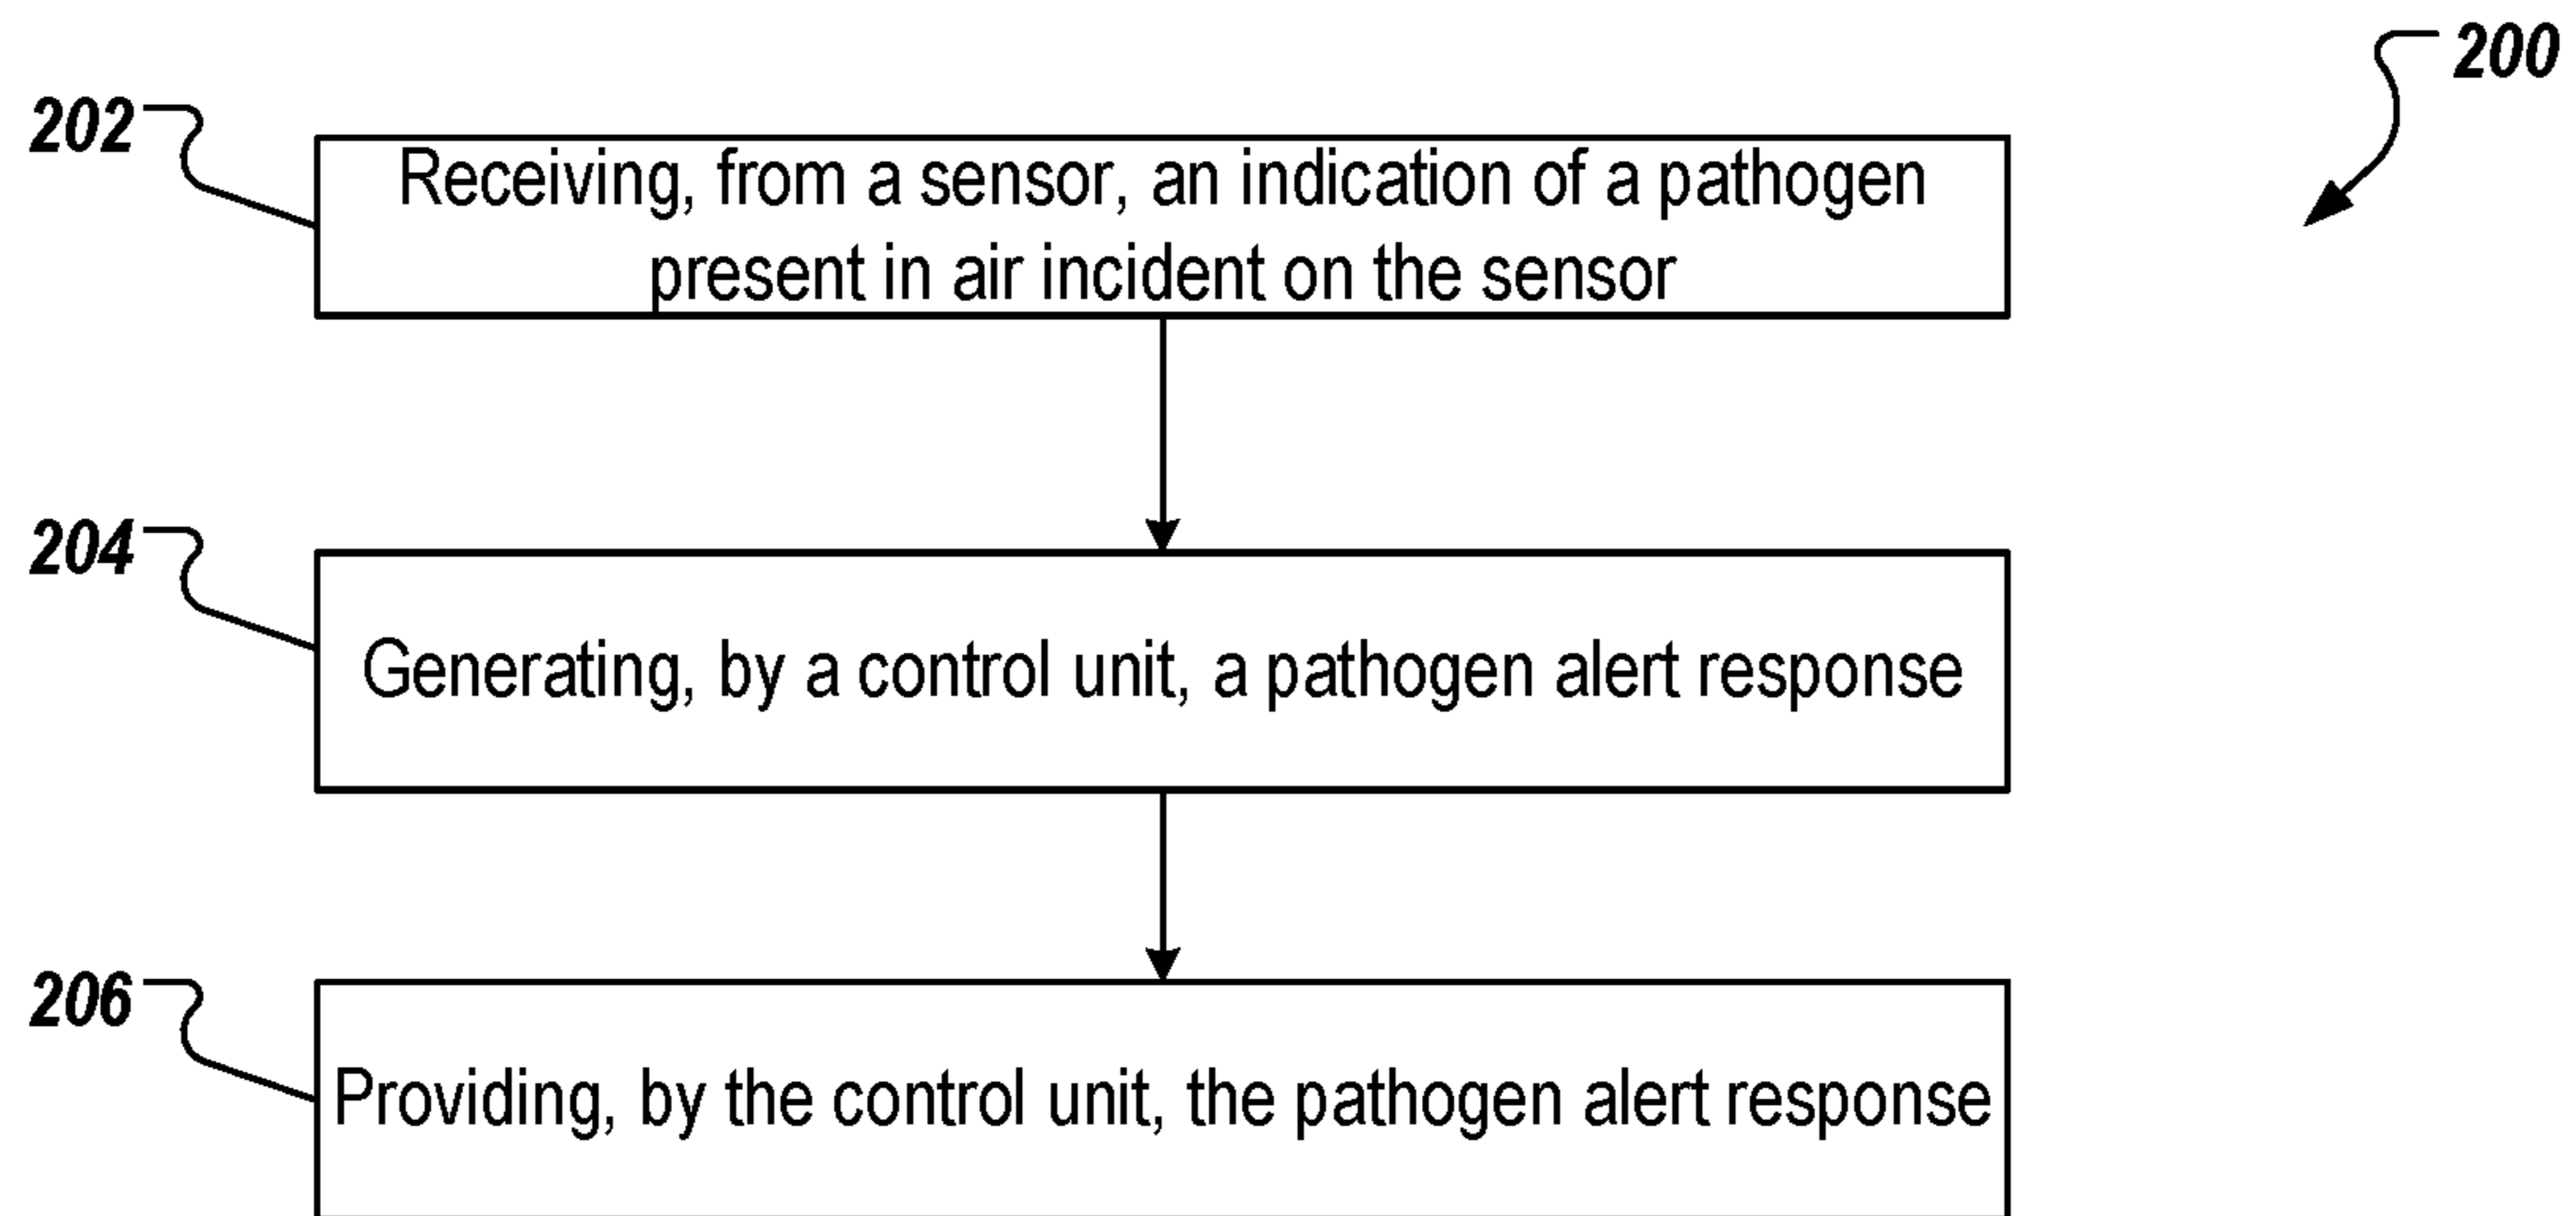 200
202
Receiving, from a sensor, an indication of a pathogen
present in air incident on the sensor
204
Generating, by a control unit, a pathogen alert response
206
Providing, by the control unit, the pathogen alert response